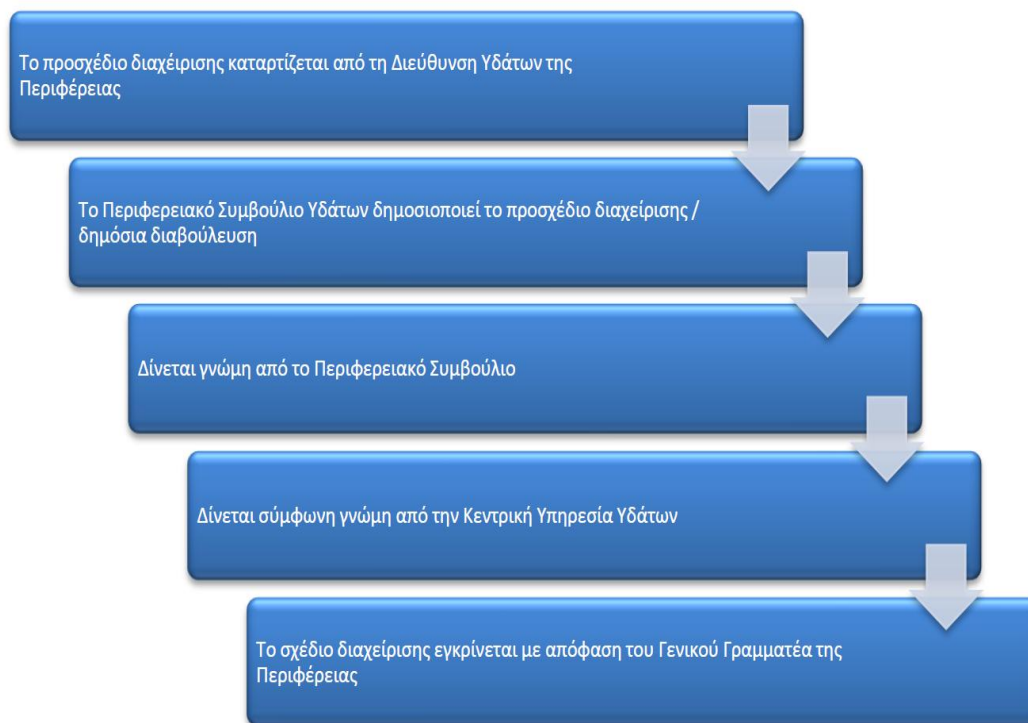 Το προσχέδιο διαχέιρισης καταρτίζεται από τη Διεύθυνση Υδάτων της
Περιφέρειας
Το Περιφερειακό Συμβούλιο Υδάτων δημοσιοποιεί το προσχέδιο διαχείρισης /
δημόσια διαβούλευση
Δίνεται γνώμη από το Περιφερειακό Συμβούλιο
Δίνεται σύμφωνη γνώμη από την Κεντρική Υπηρεσία Υδάτων
Το σχέδιο διαχείρισης εγκρίνεται με απόφαση του Γενικού Γραμματέα της
Περιφέρειας